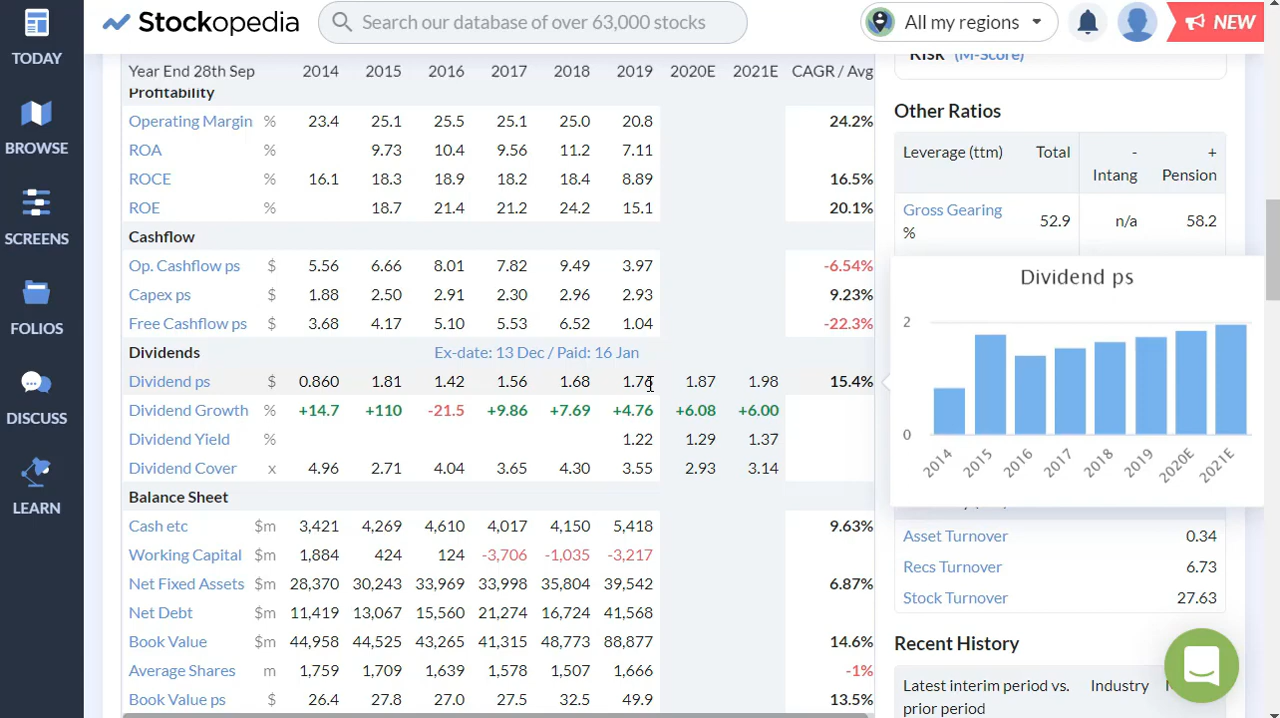 TODAY
BROWSE
SCREENS
FOLIOS
DISCUSS
LEARN
Stockopedia
Search our database of over 63,000 stocks
All my regions
NEW
Year End 28th Sep 2014 2015 2016 2017 2018 2019 2020E 2021E CAGR / Avg
Profitability
Operating Margin % 23.4 25.1 25.5 25.1 25.0 20.8 24.2%
ROA % 9.73 10.4 9.56 11.2 7.11
ROCE % 16.1 18.3 18.9 18.2 18.4 8.89 16.5%
ROE % 18.7 21.4 21.2 24.2 15.1 20.1%
Cashflow
Op. Cashflow ps $ 5.56 6.66 8.01 7.82 9.49 3.97 -6.54%
Capex ps $ 1.88 2.50 2.91 2.30 2.96 2.93 9.23%
Free Cashflow ps $ 3.68 4.17 5.10 5.53 6.52 1.04 -22.3%
Dividends Ex-date: 13 Dec / Paid: 16 Jan
Dividend ps $ 0.860 1.81 1.42 1.56 1.68 1.87 1.98 15.4%
Dividend Growth % +14.7 +110 -21.5 +9.86 +7.69 +4.76 +6.08 +6.00
Dividend Yield % 1.22 1.29 1.37
Dividend Cover x 4.96 2.71 4.04 3.65 4.30 3.55 2.93 3.14
Balance Sheet
Cash etc $m 3,421 4,269 4,610 4,017 4,150 5,418 9.63%
Working Capital $m 1,884 424 124 -3,706 -1,035 -3,217
Net Fixed Assets $m 28,370 30,243 33,969 33,998 35,804 39,542 6.87%
Net Debt $m 11,419 13,067 15,560 21,274 16,724 41,568
Book Value $m 44,958 44,525 43,265 41,315 48,773 88,877 14.6%
Average Shares m 1,759 1,709 1,639 1,578 1,507 1,666 -1%
Book Value ps $ 26.4 27.8 27.0 27.5 32.5 49.9 13.5%
Risk (M-Score)
Other Ratios
Leverage (ttm) Total - Intang + Pension
Gross Gearing % 52.9 n/a 58.2
Dividend ps
2
0
2014 2015 2016 2017 2018 2019 2020E 2021E
Asset Turnover 0.34
Recs Turnover 6.73
Stock Turnover 27.63
Recent History
Latest interim period vs. prior period Industry